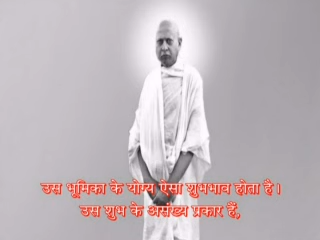 उस भूमिका के योग्य ऐसा शुभभाव होता है।
उस शुभ के असंख्य प्रकार हैं,